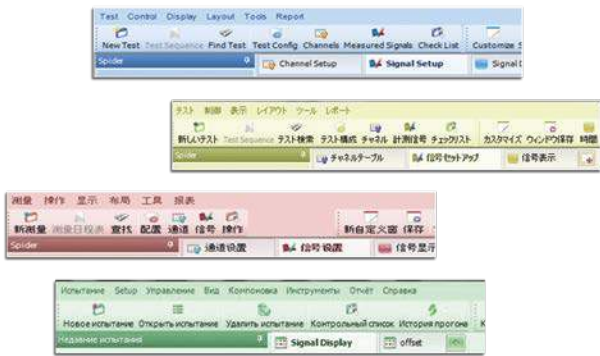 Test Control Display Layout Tools Report
New Test Test Sequence Find Test Test Config Channels Measured Signals Check List Customize S
Spider Channel Setup Signal Setup Signal D
テスト 制御 表示 レイアウト ツール レポート
新しいテスト Test Sequence テスト検索 テスト構成 チャネル 計測信号 チェックリスト カスタマイズ ウィンドウ保存 時間
Spider チャネルテーブル 信号セットアップ 信号表示
测量 操作 显示 布局 工具 报表
新测量 测量日程表 查找 配置 通道 信号 操作 新自定义窗 保存
Spider 通道设置 信号设置 信号显示
Испытание Setup Управление Вид Компоновка Инструменты Отчёт Справка
Новое испытание Открыть испытание Удалить испытание Контрольный список История прогона К
Недавние испытания Signal Display offset